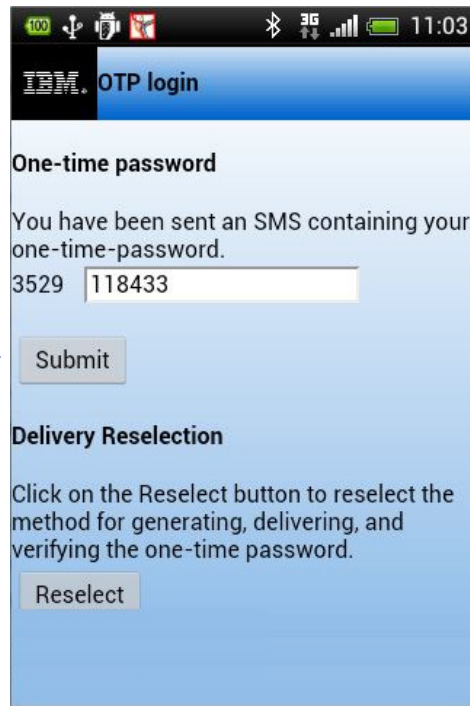 100 3G 11:03
IBM. OTP login
One-time password
You have been sent an SMS containing your
one-time-password.
3529 118433
Submit
Delivery Reselection
Click on the Reselect button to reselect the
method for generating, delivering, and
verifying the one-time password.
Reselect